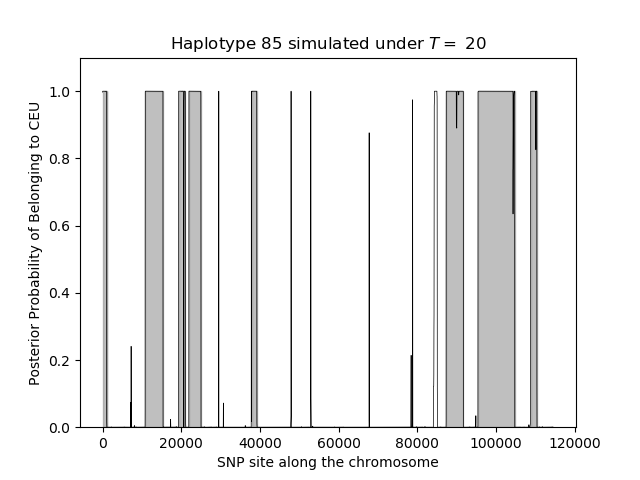 Haplotype 85 simulated under T = 20
Posterior Probability of Belonging to CEU
1.0
0.8
0.6
0.4
0.2
0.0
0 20000 40000 60000 80000 100000 120000
SNP site along the chromosome